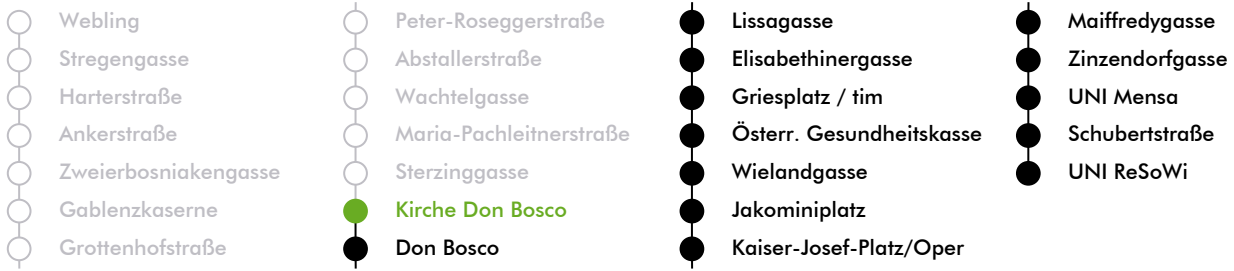 Webling
Stregengasse
Harterstraße
Ankerstraße
Zweierbosniakengasse
Gablenzkaserne
Grottenhofstraße
Peter-Roseggerstraße
Abstallerstraße
Wachtelgasse
Maria-Pachleitnerstraße
Sterzinggasse
Kirche Don Bosco
Don Bosco
Lissagasse
Elisabethinergasse
Griesplatz / tim
Österr. Gesundheitskasse
Wielandgasse
Jakominiplatz
Kaiser-Josef-Platz/Oper
Maiffredygasse
Zinzendorfgasse
UNI Mensa
Schubertstraße
UNI ReSoWi